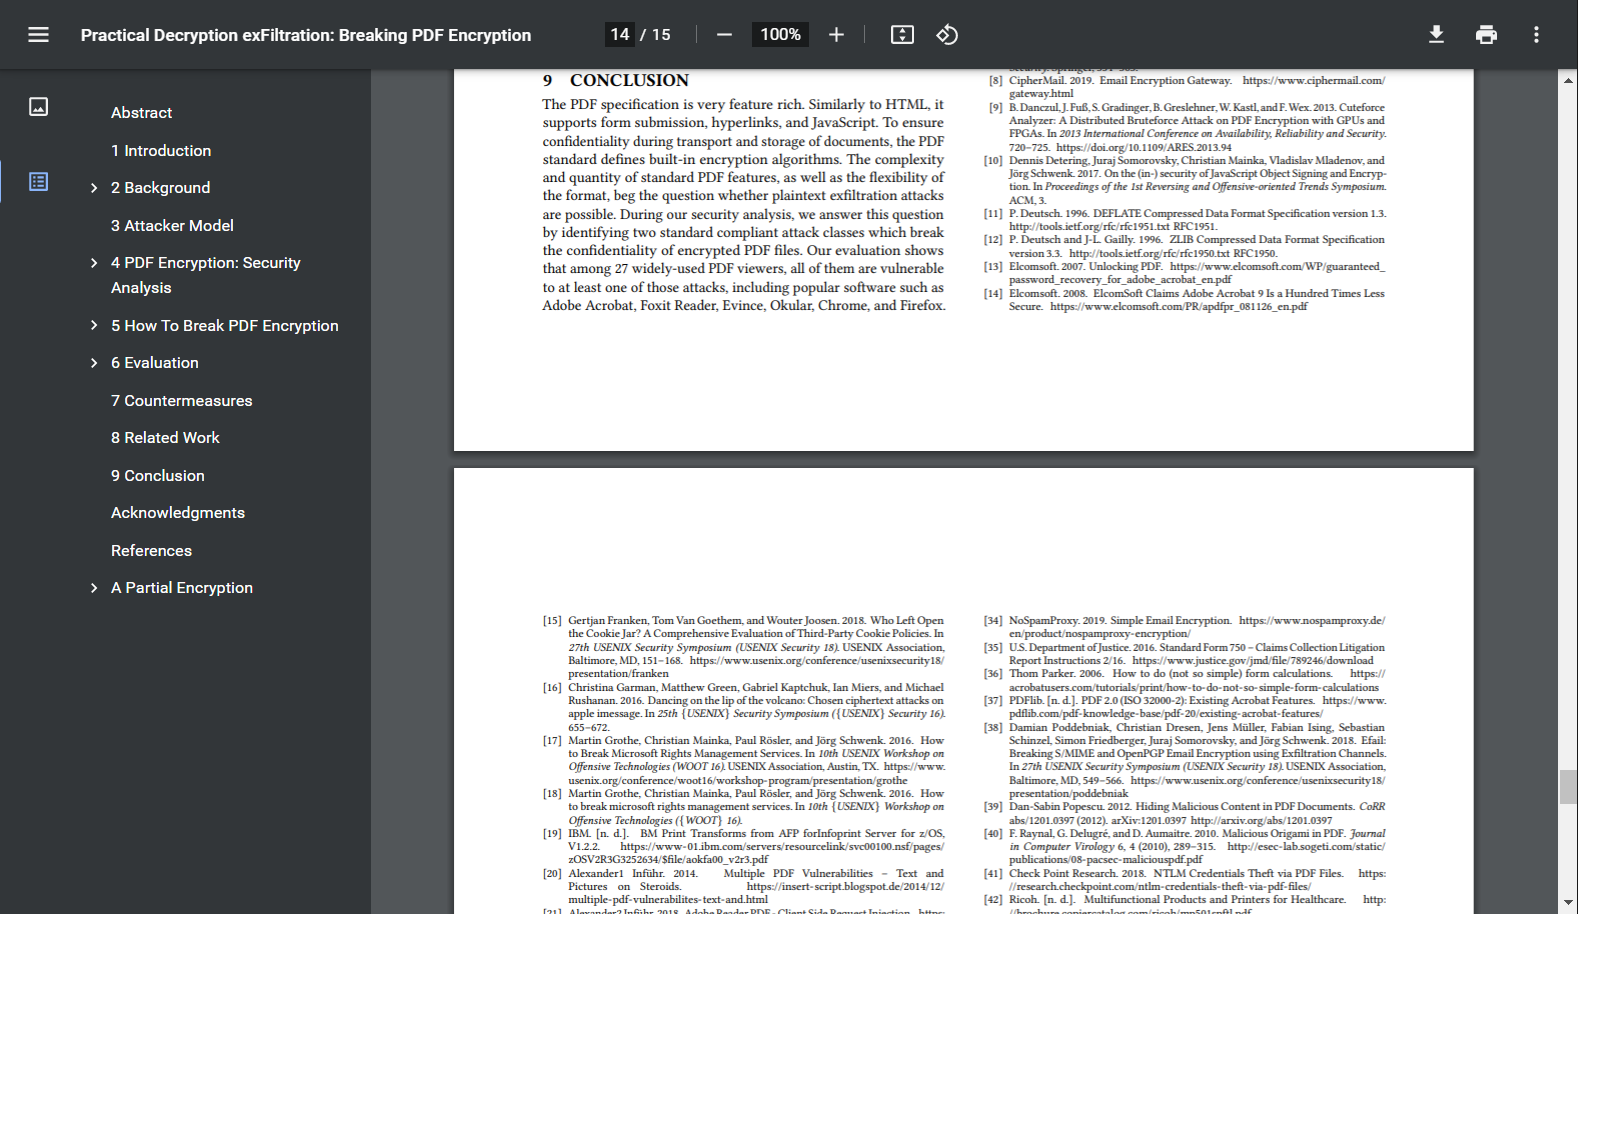 Practical Decryption exFiltration: Breaking PDF Encryption
14 / 15
100%
Abstract
1 Introduction
2 Background
3 Attacker Model
4 PDF Encryption: Security
Analysis
5 How To Break PDF Encryption
6 Evaluation
7 Countermeasures
8 Related Work
9 Conclusion
Acknowledgments
References
A Partial Encryption
9 CONCLUSION
The PDF specification is very feature rich. Similarly to HTML, it
supports form submission, hyperlinks, and JavaScript. To ensure
confidentiality during transport and storage of documents, the PDF
standard defines built-in encryption algorithms. The complexity
and quantity of standard PDF features, as well as the flexibility of
the format, beg the question whether plaintext exfiltration attacks
are possible. During our security analysis, we answer this question
by identifying two standard compliant attack classes which break
the confidentiality of encrypted PDF files. Our evaluation shows
that among 27 widely-used PDF viewers, all of them are vulnerable
to at least one of those attacks, including popular software such as
Adobe Acrobat, Foxit Reader, Evince, Okular, Chrome, and Firefox.
[8] CipherMail. 2019. Email Encryption Gateway. https://www.ciphermail.com/
gateway.html
[9] B. Danczul, J. Fuß, S. Gradinger, B. Greslehner, W. Kastl, and F. Wex. 2013. Cuteforce
Analyzer: A Distributed Bruteforce Attack on PDF Encryption with GPUs and
FPGAs. In 2013 International Conference on Availability, Reliability and Security.
720–725. https://doi.org/10.1109/ARES.2013.94
[10] Dennis Detering, Juraj Somorovsky, Christian Mainka, Vladislav Mladenov, and
Jörg Schwenk. 2017. On the (in-) security of JavaScript Object Signing and Encryp-
tion. In Proceedings of the 1st Reversing and Offensive-oriented Trends Symposium.
ACM, 3.
[11] P. Deutsch. 1996. DEFLATE Compressed Data Format Specification version 1.3.
http://tools.ietf.org/rfc/rfc1951.txt RFC1951.
[12] P. Deutsch and J-L. Gailly. 1996. ZLIB Compressed Data Format Specification
version 3.3. http://tools.ietf.org/rfc/rfc1950.txt RFC1950.
[13] Elcomsoft. 2007. Unlocking PDF. https://www.elcomsoft.com/WP/guaranteed_
password_recovery_for_adobe_acrobat_en.pdf
[14] Elcomsoft. 2008. ElcomSoft Claims Adobe Acrobat 9 Is a Hundred Times Less
Secure. https://www.elcomsoft.com/PR/apdfpr_081126_en.pdf
[15] Gertjan Franken, Tom Van Goethem, and Wouter Joosen. 2018. Who Left Open
the Cookie Jar? A Comprehensive Evaluation of Third-Party Cookie Policies. In
27th USENIX Security Symposium (USENIX Security 18). USENIX Association,
Baltimore, MD, 151–168. https://www.usenix.org/conference/usenixsecurity18/
presentation/franken
[16] Christina Garman, Matthew Green, Gabriel Kaptchuk, Ian Miers, and Michael
Rushanan. 2016. Dancing on the lip of the volcano: Chosen ciphertext attacks on
apple imessage. In 25th {USENIX} Security Symposium ({USENIX} Security 16).
655–672.
[17] Martin Grothe, Christian Mainka, Paul Rösler, and Jörg Schwenk. 2016. How
to Break Microsoft Rights Management Services. In 10th USENIX Workshop on
Offensive Technologies (WOOT 16). USENIX Association, Austin, TX. https://www.
usenix.org/conference/woot16/workshop-program/presentation/grothe
[18] Martin Grothe, Christian Mainka, Paul Rösler, and Jörg Schwenk. 2016. How
to break microsoft rights management services. In 10th {USENIX} Workshop on
Offensive Technologies ({WOOT} 16).
[19] IBM. [n. d.]. BM Print Transforms from AFP forInfoprint Server for z/OS,
V1.2.2. https://www-01.ibm.com/servers/resourcelink/svc00100.nsf/pages/
zOSV2R3G3252634/$file/aokfa00_v2r3.pdf
[20] Alexander1 Infuhr. 2014. Multiple PDF Vulnerabilities – Text and
Pictures on Steroids. https://insert-script.blogspot.de/2014/12/
multiple-pdf-vulnerabilites-text-and.html
[21] Alexander2 Infuhr. 2018. Adobe Reader PDF - Client Side Request Injection. https:
[34] NoSpamProxy. 2019. Simple Email Encryption. https://www.nospamproxy.de/
en/product/nospamproxy-encryption/
[35] U.S. Department of Justice. 2016. Standard Form 750 – Claims Collection Litigation
Report Instructions 2/16. https://www.justice.gov/jmd/file/789246/download
[36] Thom Parker. 2006. How to do (not so simple) form calculations. https://
acrobatusers.com/tutorials/print/how-to-do-not-so-simple-form-calculations
[37] PDFlib. [n. d.]. PDF 2.0 (ISO 32000-2): Existing Acrobat Features. https://www.
pdflib.com/pdf-knowledge-base/pdf-20/existing-acrobat-features/
[38] Damian Poddebniak, Christian Dresen, Jens Müller, Fabian Ising, Sebastian
Schinzel, Simon Friedberger, Juraj Somorovsky, and Jörg Schwenk. 2018. Efail:
Breaking S/MIME and OpenPGP Email Encryption using Exfiltration Channels.
In 27th USENIX Security Symposium (USENIX Security 18). USENIX Association,
Baltimore, MD, 549–566. https://www.usenix.org/conference/usenixsecurity18/
presentation/poddebniak
[39] Dan-Sabin Popescu. 2012. Hiding Malicious Content in PDF Documents. CoRR
abs/1201.0397 (2012). arXiv:1201.0397 http://arxiv.org/abs/1201.0397
[40] F. Raynal, G. Delugré, and D. Aumaitre. 2010. Malicious Origami in PDF. Journal
in Computer Virology 6, 4 (2010), 289–315. http://esec-lab.sogeti.com/static/
publications/08-pacsec-maliciouspdf.pdf
[41] Check Point Research. 2018. NTLM Credentials Theft via PDF Files. https:
//research.checkpoint.com/ntlm-credentials-theft-via-pdf-files/
[42] Ricoh. [n. d.]. Multifunctional Products and Printers for Healthcare. http: